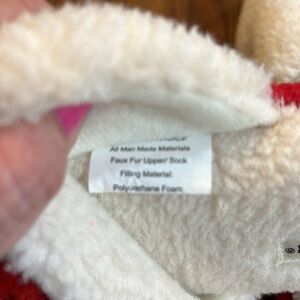 All Man Made Materials
Faux Fur Upper/ Sock
Filling Material:
Polyurethane Foam